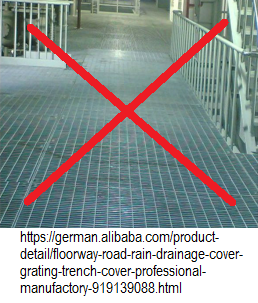 https://german.alibaba.com/product-
detail/floorway-road-rain-drainage-cover-
grating-trench-cover-professional-
manufactory-919139088.html